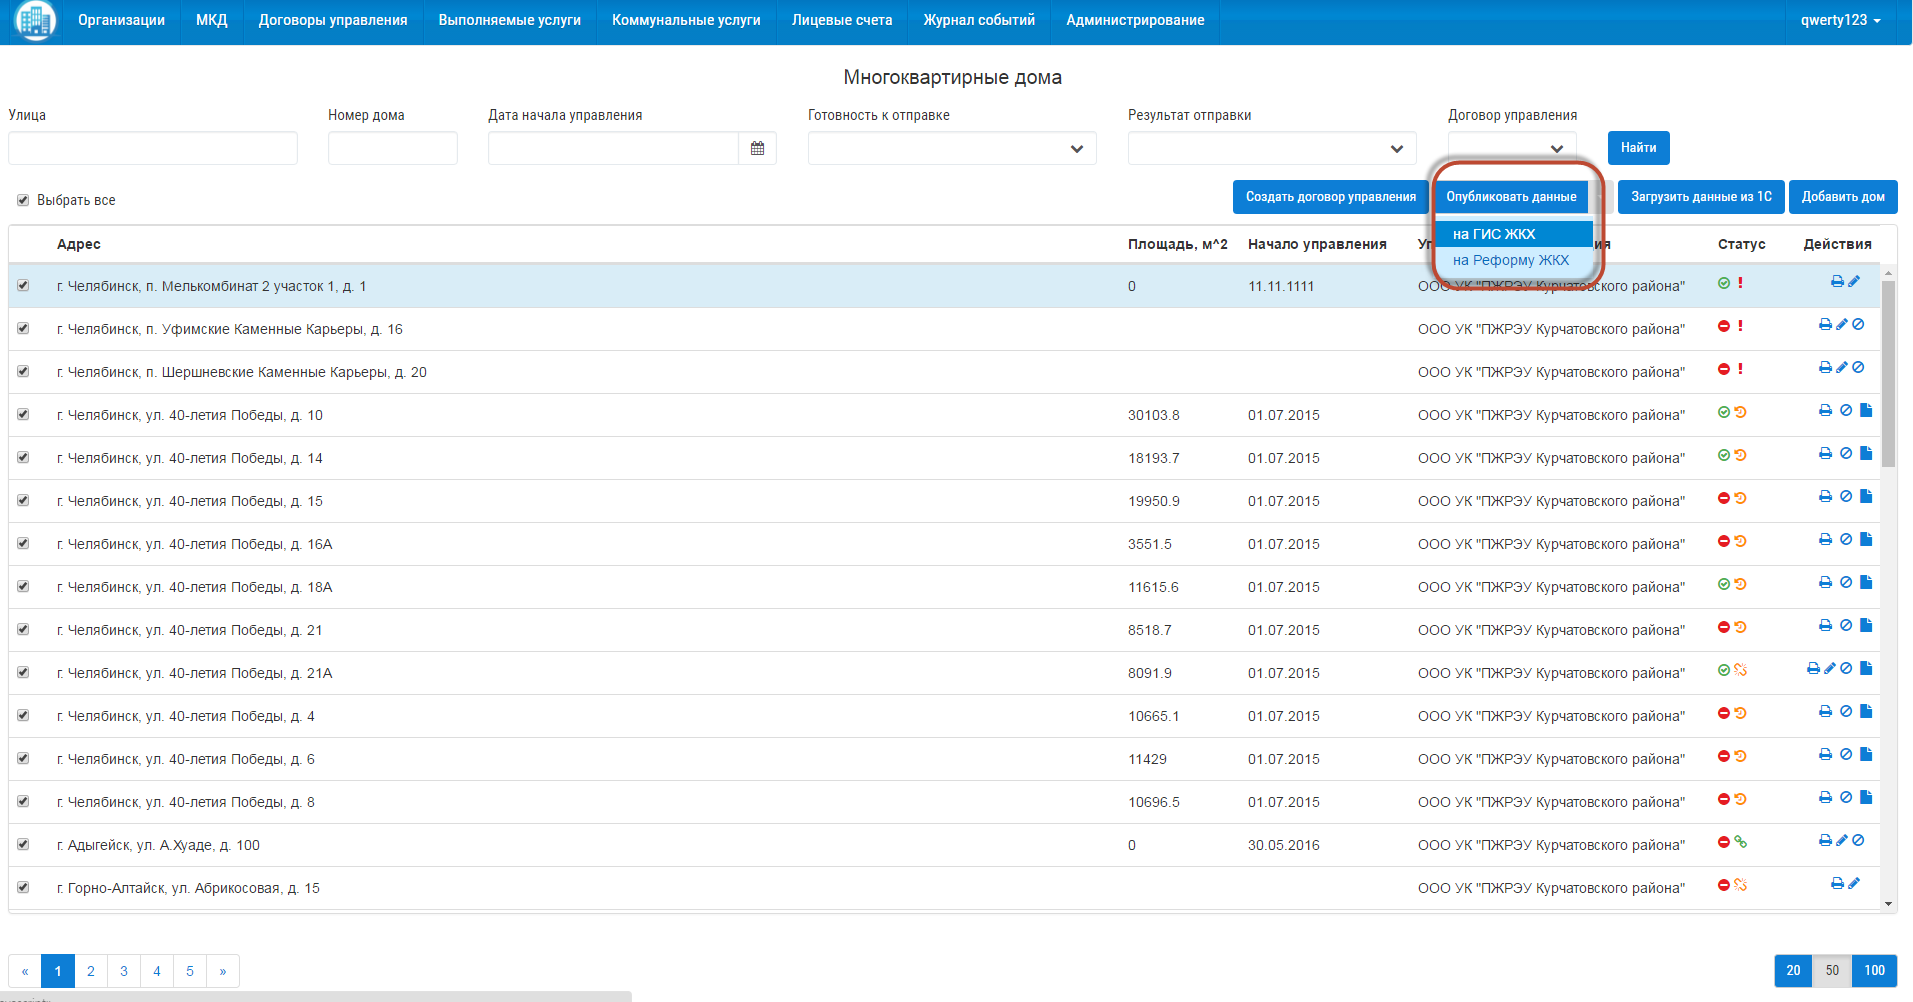 Организации МКД Договоры управления Выполняемые услуги Коммунальные услуги Лицевые счета Журнал событий Администрирование qwerty123
Многоквартирные дома
Улица Номер дома Дата начала управления Готовность к отправке Результат отправки Договор управления
Найти
Выбрать все Создать договор управления Опубликовать данные Загрузить данные из 1С Добавить дом
на ГИС ЖКХ
на Реформу ЖКХ
Адрес Площадь, м^2 Начало управления Статус Действия
г. Челябинск, п. Мелькомбинат 2 участок 1, д. 1 0 11.11.1111 ООО УК "ПЖРЭУ Курчатовского района"
г. Челябинск, п. Уфимские Каменные Карьеры, д. 16 ООО УК "ПЖРЭУ Курчатовского района"
г. Челябинск, п. Шершневские Каменные Карьеры, д. 20 ООО УК "ПЖРЭУ Курчатовского района"
г. Челябинск, ул. 40-летия Победы, д. 10 30103.8 01.07.2015 ООО УК "ПЖРЭУ Курчатовского района"
г. Челябинск, ул. 40-летия Победы, д. 14 18193.7 01.07.2015 ООО УК "ПЖРЭУ Курчатовского района"
г. Челябинск, ул. 40-летия Победы, д. 15 19950.9 01.07.2015 ООО УК "ПЖРЭУ Курчатовского района"
г. Челябинск, ул. 40-летия Победы, д. 16А 3551.5 01.07.2015 ООО УК "ПЖРЭУ Курчатовского района"
г. Челябинск, ул. 40-летия Победы, д. 18А 11615.6 01.07.2015 ООО УК "ПЖРЭУ Курчатовского района"
г. Челябинск, ул. 40-летия Победы, д. 21 8518.7 01.07.2015 ООО УК "ПЖРЭУ Курчатовского района"
г. Челябинск, ул. 40-летия Победы, д. 21А 8091.9 01.07.2015 ООО УК "ПЖРЭУ Курчатовского района"
г. Челябинск, ул. 40-летия Победы, д. 4 10665.1 01.07.2015 ООО УК "ПЖРЭУ Курчатовского района"
г. Челябинск, ул. 40-летия Победы, д. 6 11429 01.07.2015 ООО УК "ПЖРЭУ Курчатовского района"
г. Челябинск, ул. 40-летия Победы, д. 8 10696.5 01.07.2015 ООО УК "ПЖРЭУ Курчатовского района"
г. Адыгейск, ул. А.Хуаде, д. 100 0 30.05.2016 ООО УК "ПЖРЭУ Курчатовского района"
г. Горно-Алтайск, ул. Абрикосовая, д. 15 ООО УК "ПЖРЭУ Курчатовского района"
« 1 2 3 4 5 » 20 50 100